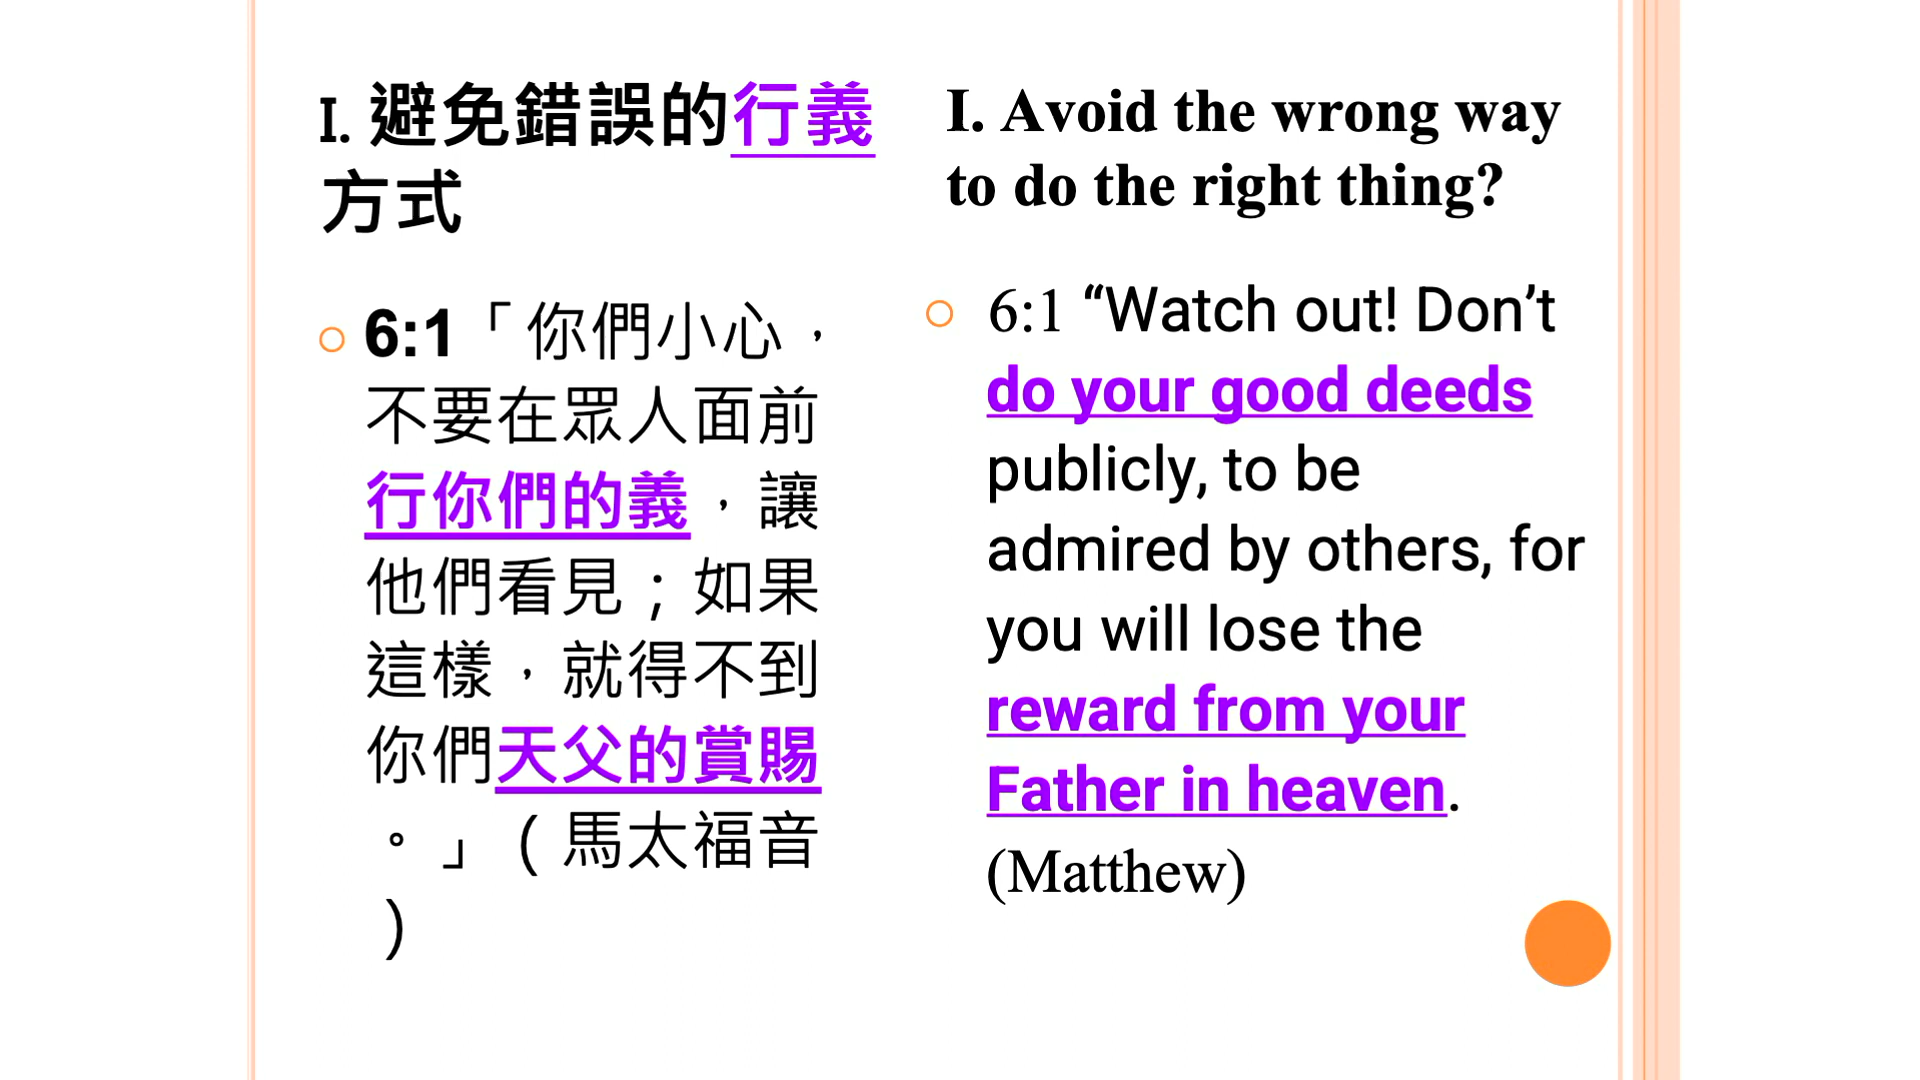 I. 避免錯誤的行義
方式
6:1「你們小心，
不要在眾人面前
行你們的義，讓
他們看見；如果
這樣，就得不到
你們天父的賞賜
。」（馬太福音
）
I. Avoid the wrong way
to do the right thing?
6:1 “Watch out! Don’t
do your good deeds
publicly, to be
admired by others, for
you will lose the
reward from your
Father in heaven.
(Matthew)